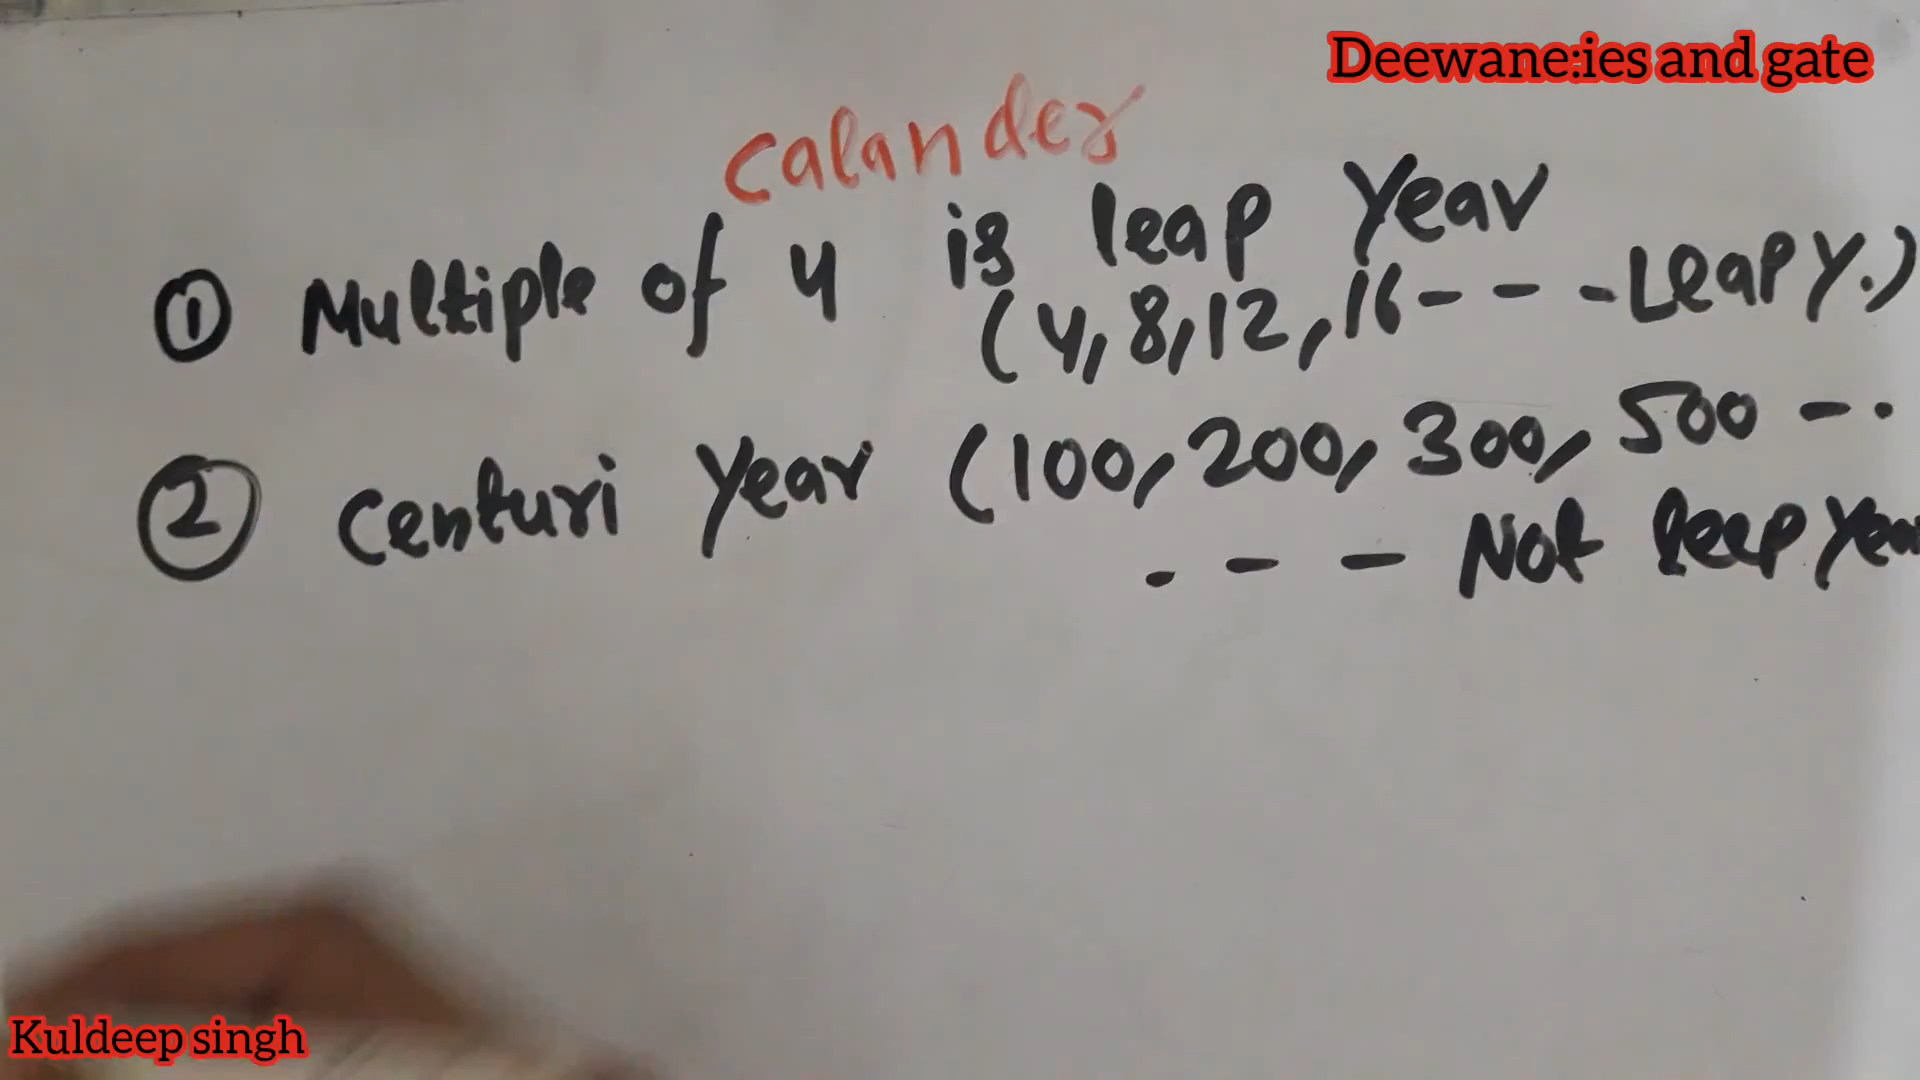 Deewane:ies and gate
calander
① Multiple of 4 is leap Year
(4, 8, 12, 16 - - - Leap Y.)
② Centuri Year (100, 200, 300, 500 - -
- - - Not leep Year
Kuldeep singh